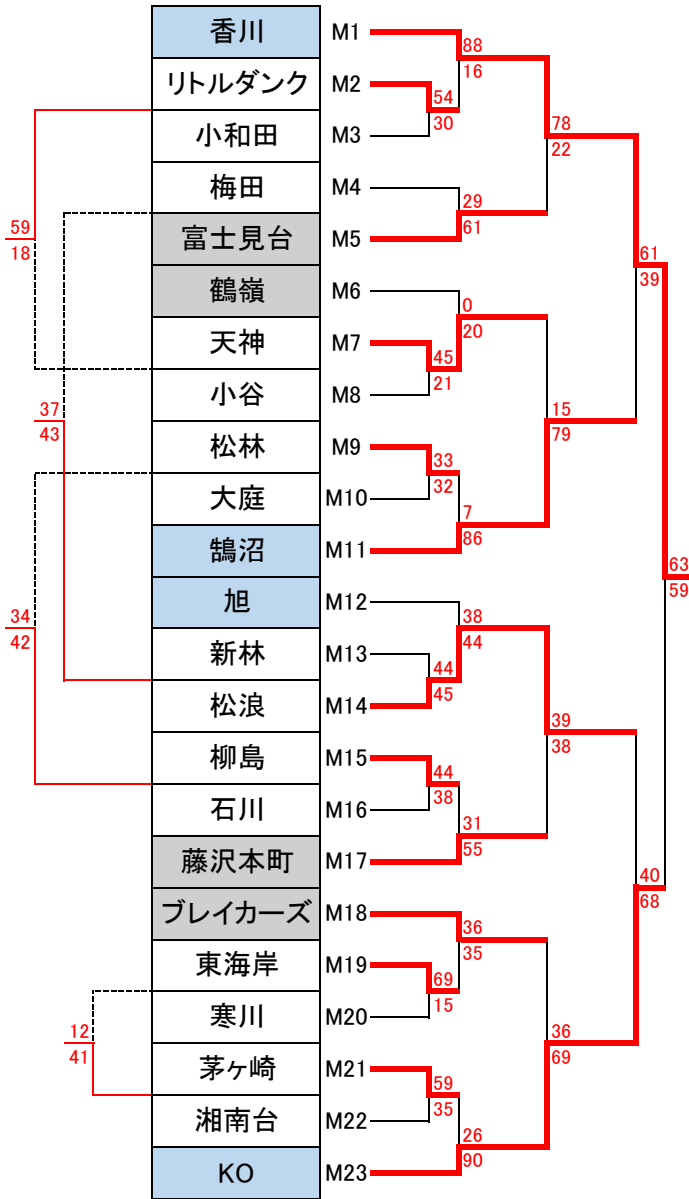 香川 M1
88
16
リトルダンク M2
54
30
小和田 M3
78
22
梅田 M4
29
61
富士見台 M5
59
18
61
39
鶴嶺 M6
0
20
天神 M7
45
21
小谷 M8
37
43
15
79
松林 M9
33
32
大庭 M10
7
86
鵠沼 M11
63
59
旭 M12
38
44
34
42
新林 M13
44
45
松浪 M14
39
38
柳島 M15
44
38
石川 M16
31
55
藤沢本町 M17
40
68
ブレイカーズ M18
36
35
東海岸 M19
69
15
寒川 M20
12
41
36
69
茅ヶ崎 M21
59
35
湘南台 M22
26
90
KO M23